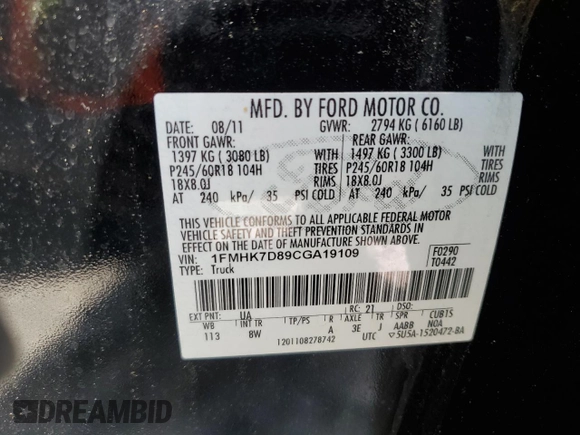 MFD. BY FORD MOTOR CO.
DATE: 08/11 GVWR: 2794 KG ( 6160 LB)
FRONT GAWR: REAR GAWR:
1397 KG ( 3080 LB) WITH 1497 KG ( 3300 LB) WITH
P245/60R18 104H TIRES P245/60R18 104H TIRES
18X8.0J RIMS 18X8.0J RIMS
AT 240 kPa/ 35 PSI COLD AT 240 kPa/ 35 PSI COLD
THIS VEHICLE CONFORMS TO ALL APPLICABLE FEDERAL MOTOR
VEHICLE SAFETY AND THEFT PREVENTION STANDARDS IN
EFFECT ON THE DATE OF MANUFACTURE SHOWN ABOVE.
VIN: 1FMHK7D89CGA19109 F0290
TYPE: Truck T0442
EXT PNT: UA RC: 21 DSO:
WB INT TR TP/PS R AXLE TR SPR CUBTS
113 8W A 3E J AABB NOA
1201108278742 UTC 5U5A-1520472-BA
DREAMBID